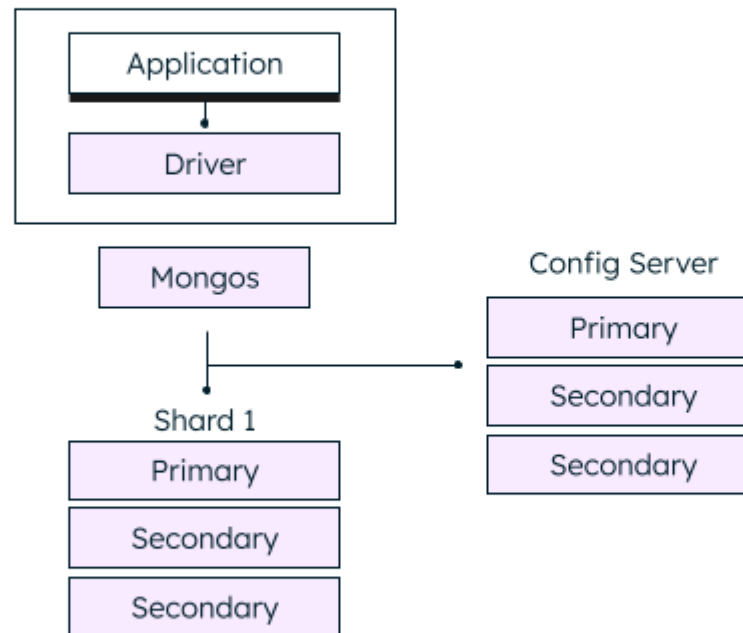 Application
Driver
Mongos
Config Server
Primary
Secondary
Secondary
Shard 1
Primary
Secondary
Secondary